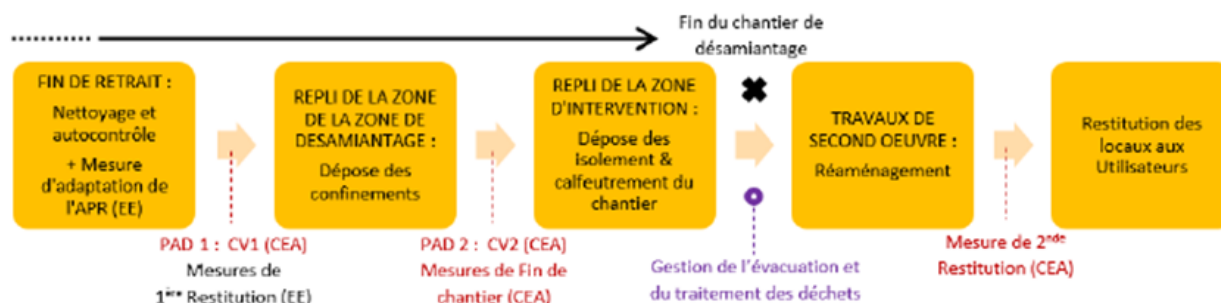 Fin du chantier de
désamiantage
FIN DE RETRAIT :
Nettoyage et
autocontrôle
+ Mesure
d'adaptation de
l'APR (EE)
REPLI DE LA ZONE
DE LA ZONE DE
DESAMIANTAGE :
Dépose des
confinements
REPLI DE LA ZONE
D'INTERVENTION :
Dépose des
isolement &
calfeutrement du
chantier
TRAVAUX DE
SECOND OEUVRE :
Réaménagement
Restitution des
locaux aux
Utilisateurs
PAD 1 : CV1 (CEA)
Mesures de
1ière Restitution (EE)
PAD 2 : CV2 (CEA)
Mesures de Fin de
chantier (CEA)
Gestion de l'évacuation et
du traitement des déchets
Mesure de 2nde
Restitution (CEA)